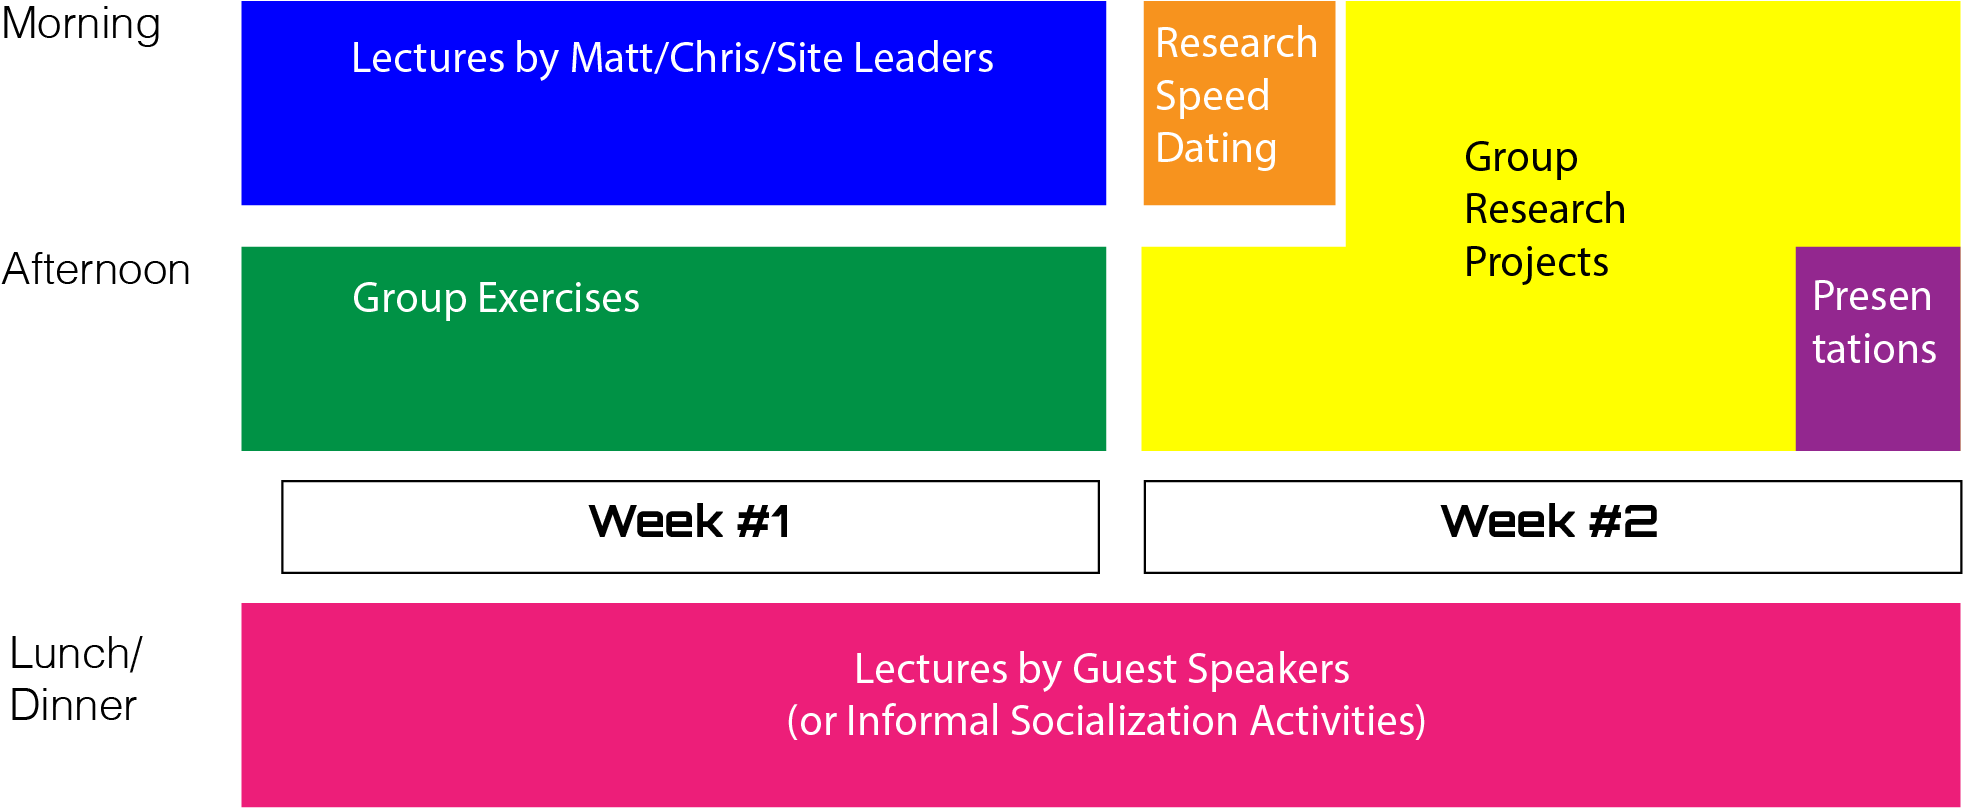 Morning
Lectures by Matt/Chris/Site Leaders
Research
Speed
Dating
Group
Research
Projects
Afternoon
Group Exercises
Presen
tations
Week #1
Week #2
Lunch/
Dinner
Lectures by Guest Speakers
(or Informal Socialization Activities)